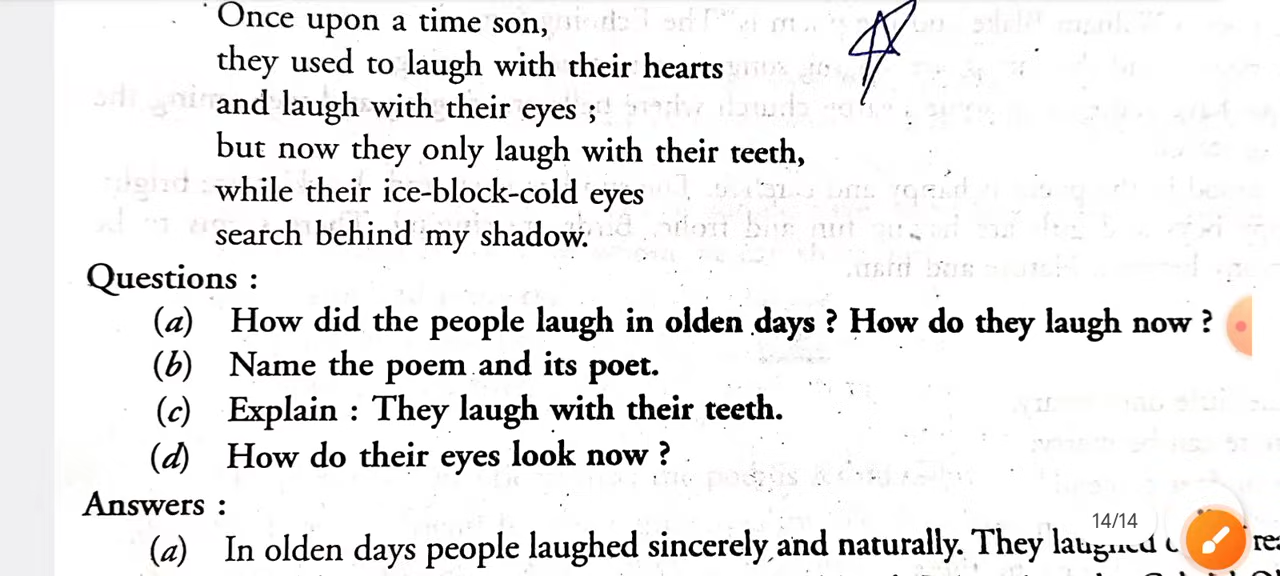 Once upon a time son,
they used to laugh with their hearts
and laugh with their eyes ;
but now they only laugh with their teeth,
while their ice-block-cold eyes
search behind my shadow.
Questions :
(a) How did the people laugh in olden days ? How do they laugh now ?
(b) Name the poem and its poet.
(c) Explain : They laugh with their teeth.
(d) How do their eyes look now ?
Answers :
14/14
(a) In olden days people laughed sincerely and naturally. They laughed